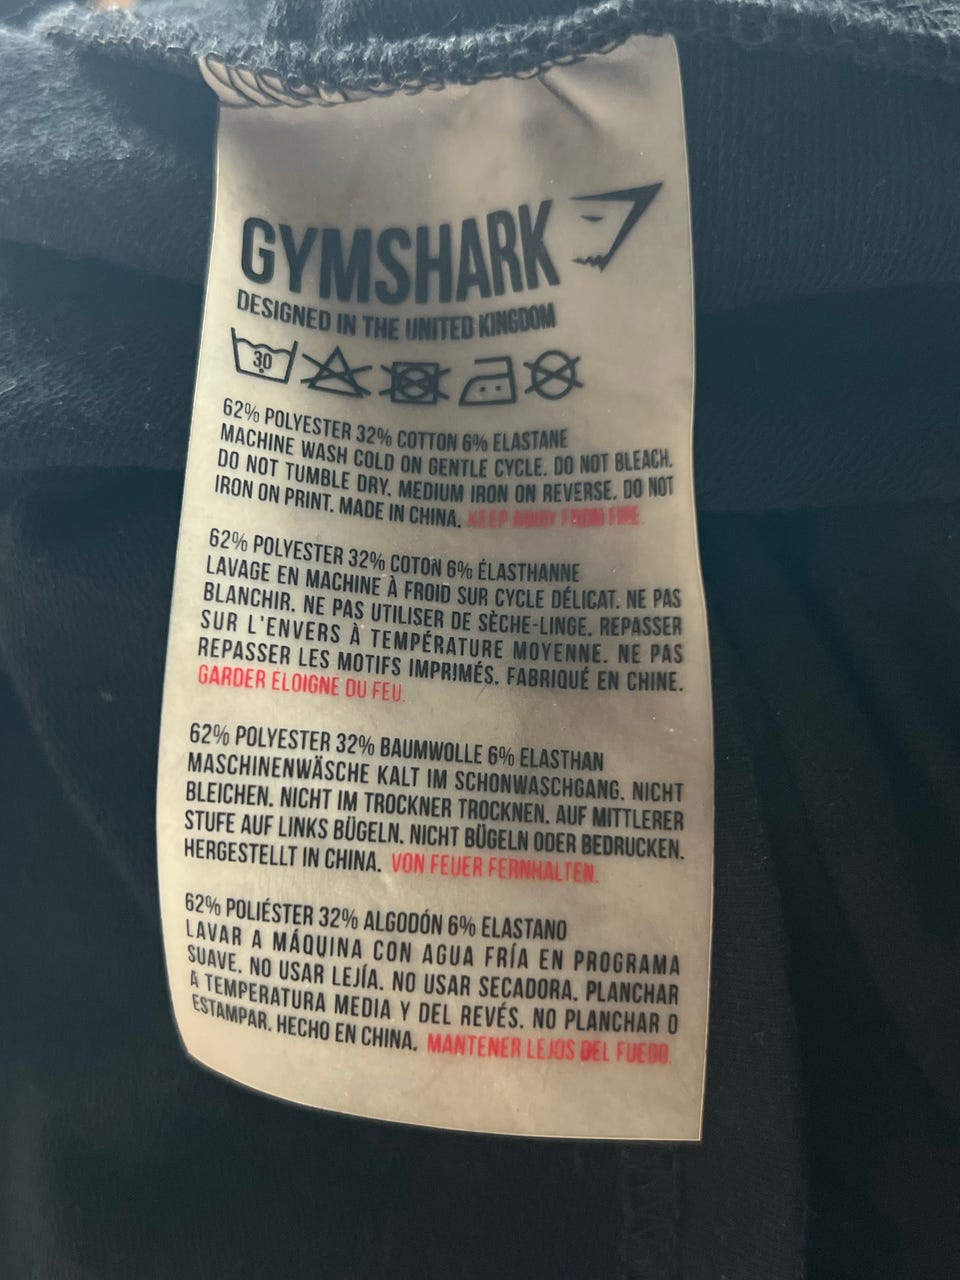 GYMSHARK
DESIGNED IN THE UNITED KINGDOM
30
62% POLYESTER 32% COTTON 6% ELASTANE
MACHINE WASH COLD ON GENTLE CYCLE. DO NOT BLEACH.
DO NOT TUMBLE DRY. MEDIUM IRON ON REVERSE. DO NOT
IRON ON PRINT. MADE IN CHINA. KEEP AWAY FROM FIRE.
62% POLYESTER 32% COTON 6% ÉLASTHANNE
LAVAGE EN MACHINE À FROID SUR CYCLE DÉLICAT. NE PAS
BLANCHIR. NE PAS UTILISER DE SÈCHE-LINGE. REPASSER
SUR L'ENVERS À TEMPÉRATURE MOYENNE. NE PAS
REPASSER LES MOTIFS IMPRIMÉS. FABRIQUÉ EN CHINE.
GARDER ELOIGNE DU FEU.
62% POLYESTER 32% BAUMWOLLE 6% ELASTHAN
MASCHINENWÄSCHE KALT IM SCHONWASCHGANG. NICHT
BLEICHEN. NICHT IM TROCKNER TROCKNEN. AUF MITTLERER
STUFE AUF LINKS BÜGELN. NICHT BÜGELN ODER BEDRUCKEN.
HERGESTELLT IN CHINA. VON FEUER FERNHALTEN.
62% POLIÉSTER 32% ALGODÓN 6% ELASTANO
LAVAR A MÁQUINA CON AGUA FRÍA EN PROGRAMA
SUAVE. NO USAR LEJÍA. NO USAR SECADORA. PLANCHAR
A TEMPERATURA MEDIA Y DEL REVÉS. NO PLANCHAR O
ESTAMPAR. HECHO EN CHINA. MANTENER LEJOS DEL FUEGO.